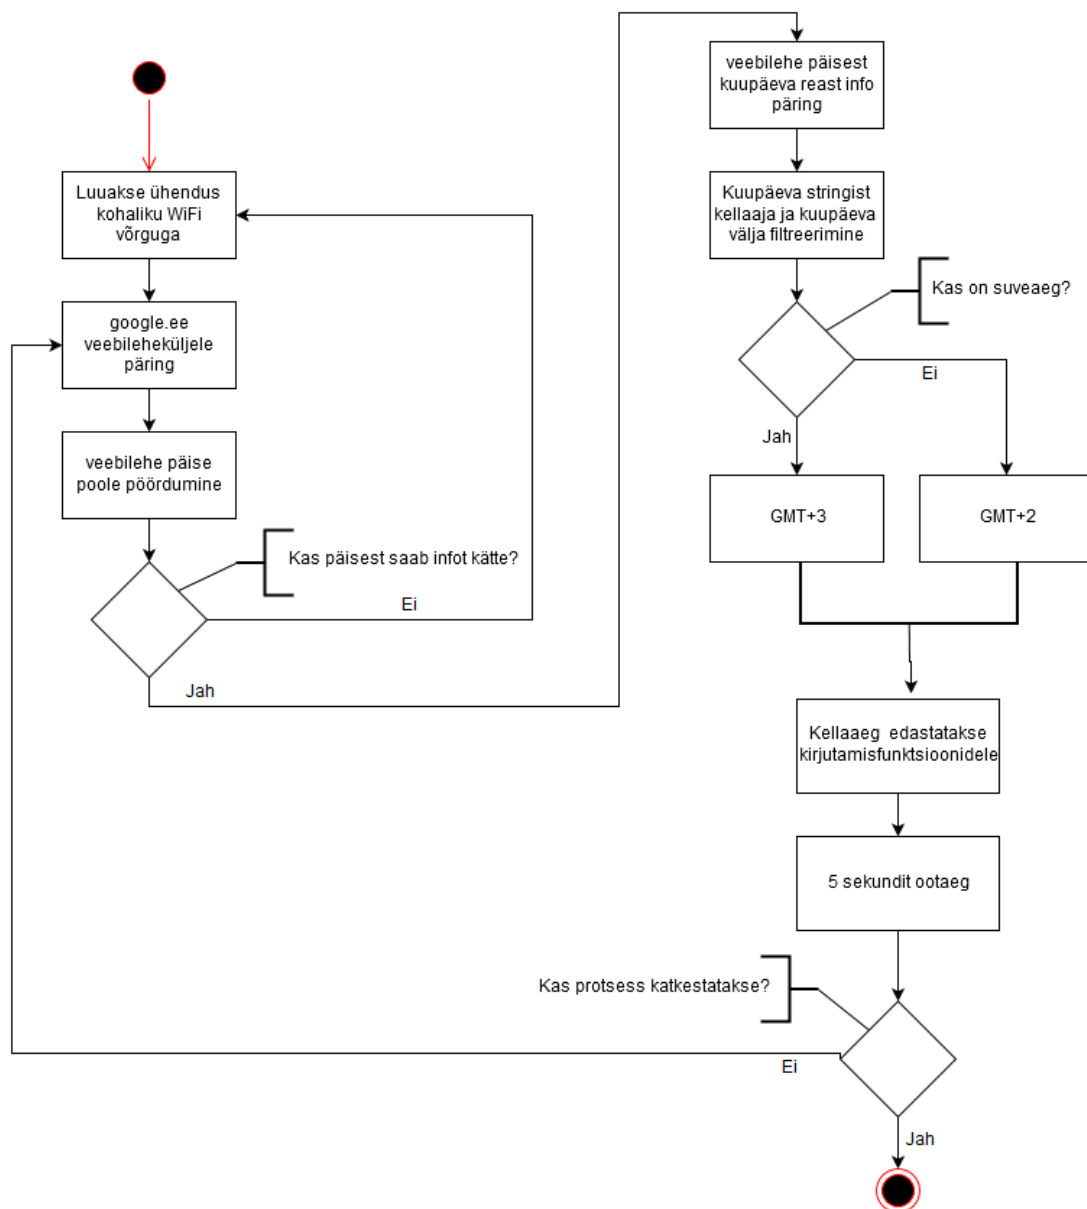 Luuakse ühendus
kohaliku WiFi
võrguga
google.ee
veebileheküljele
päring
veebilehe päise
poole pöördumine
Kas päisest saab infot kätte?
Ei
Jah
veebilehe päisest
kuupäeva reast info
päring
Kuupäeva stringist
kellaaja ja kuupäeva
välja filtreerimine
Kas on suveaeg?
Ei
Jah
GMT+3
GMT+2
Kellaaeg edastatakse
kirjutamisfunktsioonidele
5 sekundit ootaeg
Kas protsess katkestatakse?
Ei
Jah